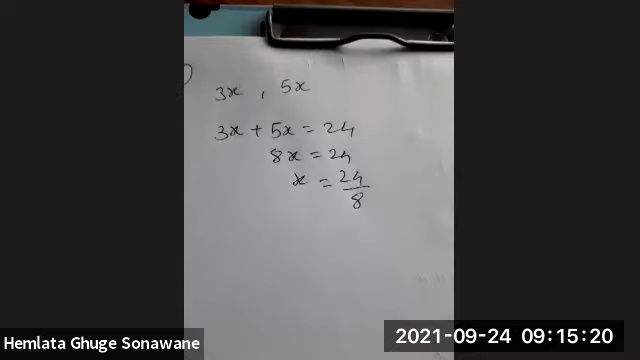 3x , 5x
3x + 5x = 24
8x = 24
x = 24/8
Hemlata Ghuge Sonawane
2021-09-24 09:15:20